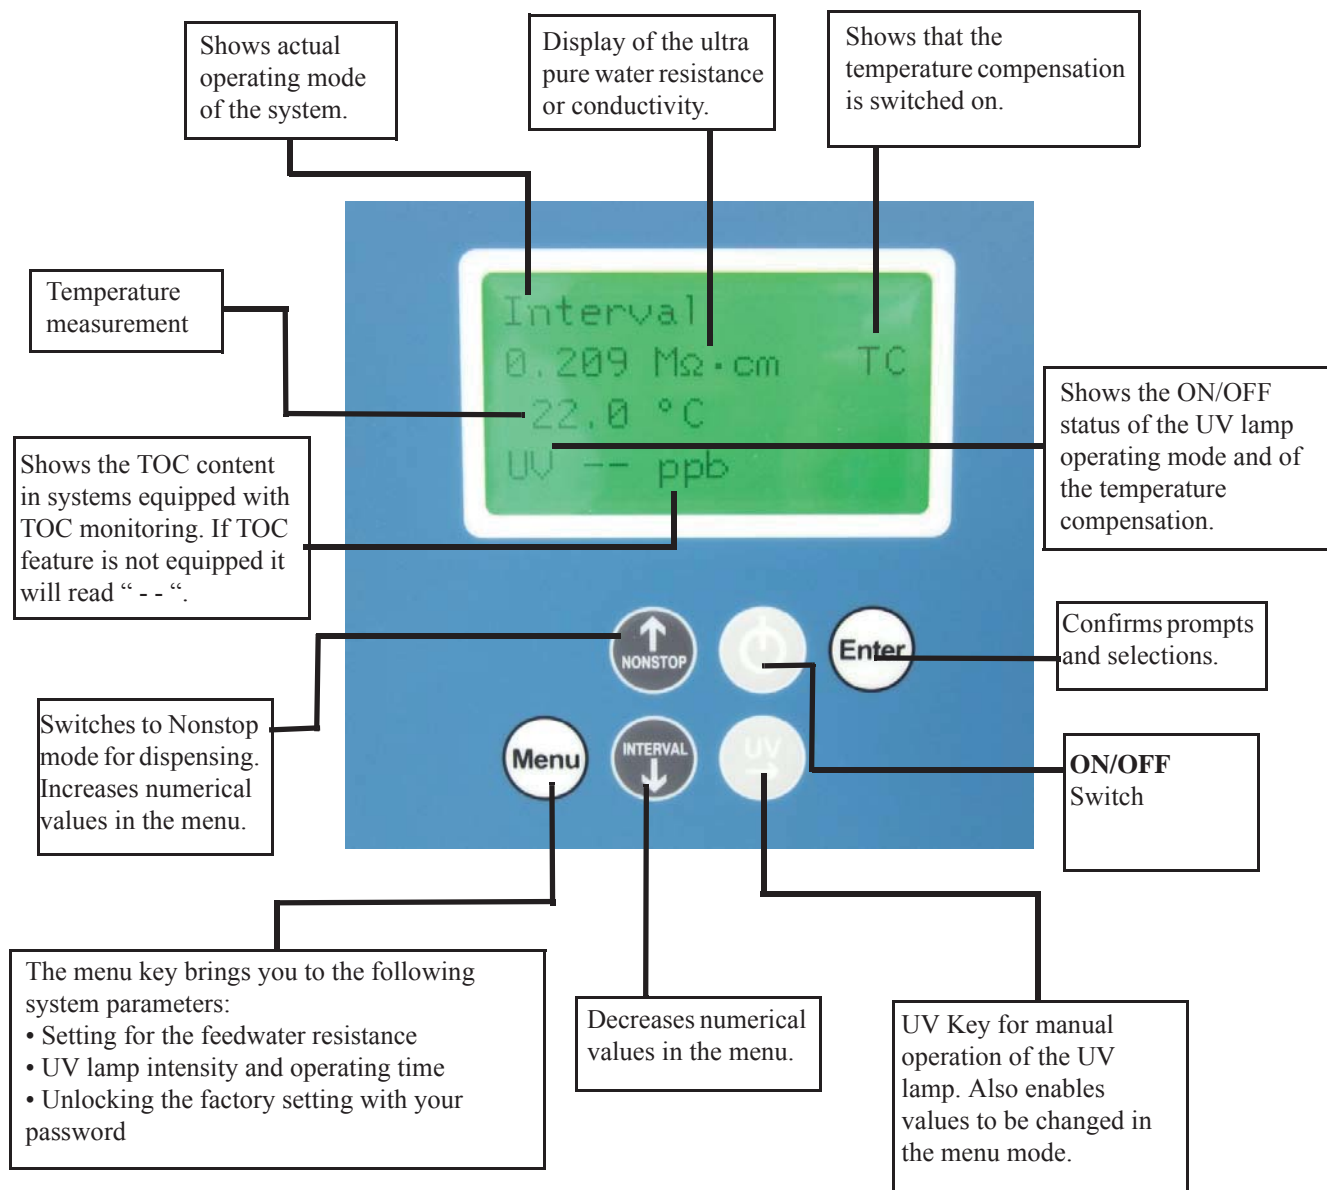 Shows actual
operating mode
of the system.
Display of the ultra
pure water resistance
or conductivity.
Shows that the
temperature compensation
is switched on.
Temperature
measurement
Interval
0.209 MΩ·cm TC
22.0 °C
UV -- ppb
Shows the ON/OFF
status of the UV lamp
operating mode and of
the temperature
compensation.
Shows the TOC content
in systems equipped with
TOC monitoring. If TOC
feature is not equipped it
will read “ - - “.
NONSTOP
Enter
Confirms prompts
and selections.
Switches to Nonstop
mode for dispensing.
Increases numerical
values in the menu.
Menu
INTERVAL
UV
ON/OFF
Switch
The menu key brings you to the following
system parameters:
• Setting for the feedwater resistance
• UV lamp intensity and operating time
• Unlocking the factory setting with your
password
Decreases numerical
values in the menu.
UV Key for manual
operation of the UV
lamp. Also enables
values to be changed in
the menu mode.